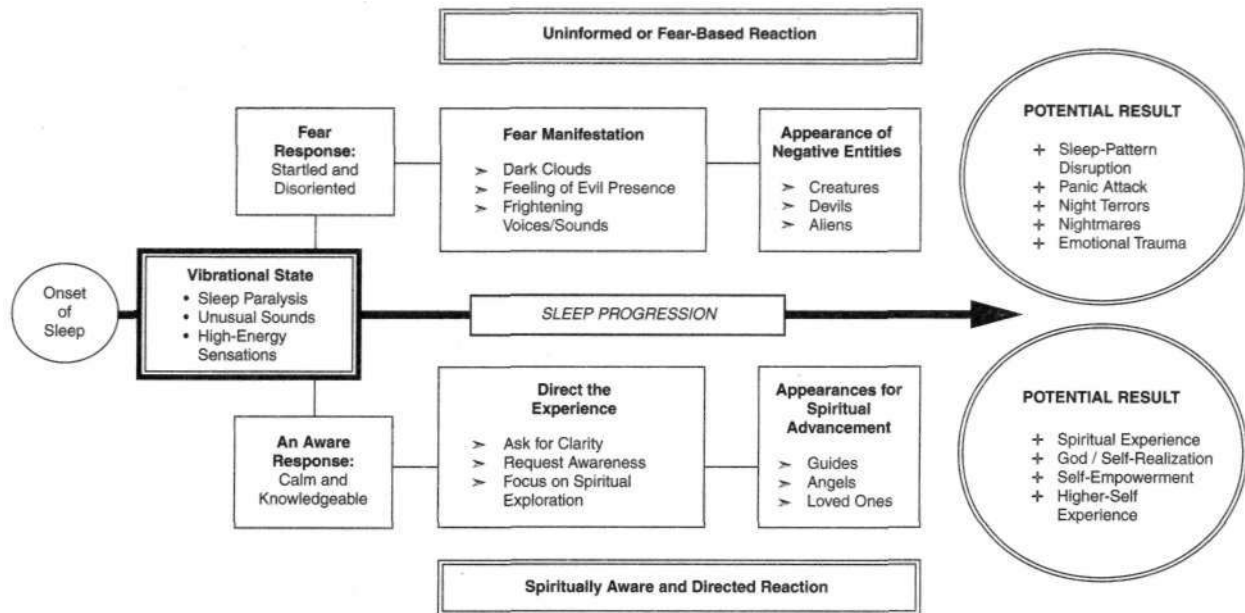 Uninformed or Fear-Based Reaction
Fear
Response:
Startled and
Disoriented
Fear Manifestation
➢ Dark Clouds
➢ Feeling of Evil Presence
➢ Frightening
Voices/Sounds
Appearance of
Negative Entities
➢ Creatures
➢ Devils
➢ Aliens
POTENTIAL RESULT
+ Sleep-Pattern
Disruption
+ Panic Attack
+ Night Terrors
+ Nightmares
+ Emotional Trauma
Onset
of
Sleep
Vibrational State
• Sleep Paralysis
• Unusual Sounds
• High-Energy
Sensations
SLEEP PROGRESSION
An Aware
Response:
Calm and
Knowledgeable
Direct the
Experience
➢ Ask for Clarity
➢ Request Awareness
➢ Focus on Spiritual
Exploration
Appearances for
Spiritual
Advancement
➢ Guides
➢ Angels
➢ Loved Ones
POTENTIAL RESULT
+ Spiritual Experience
+ God / Self-Realization
+ Self-Empowerment
+ Higher-Self
Experience
Spiritually Aware and Directed Reaction